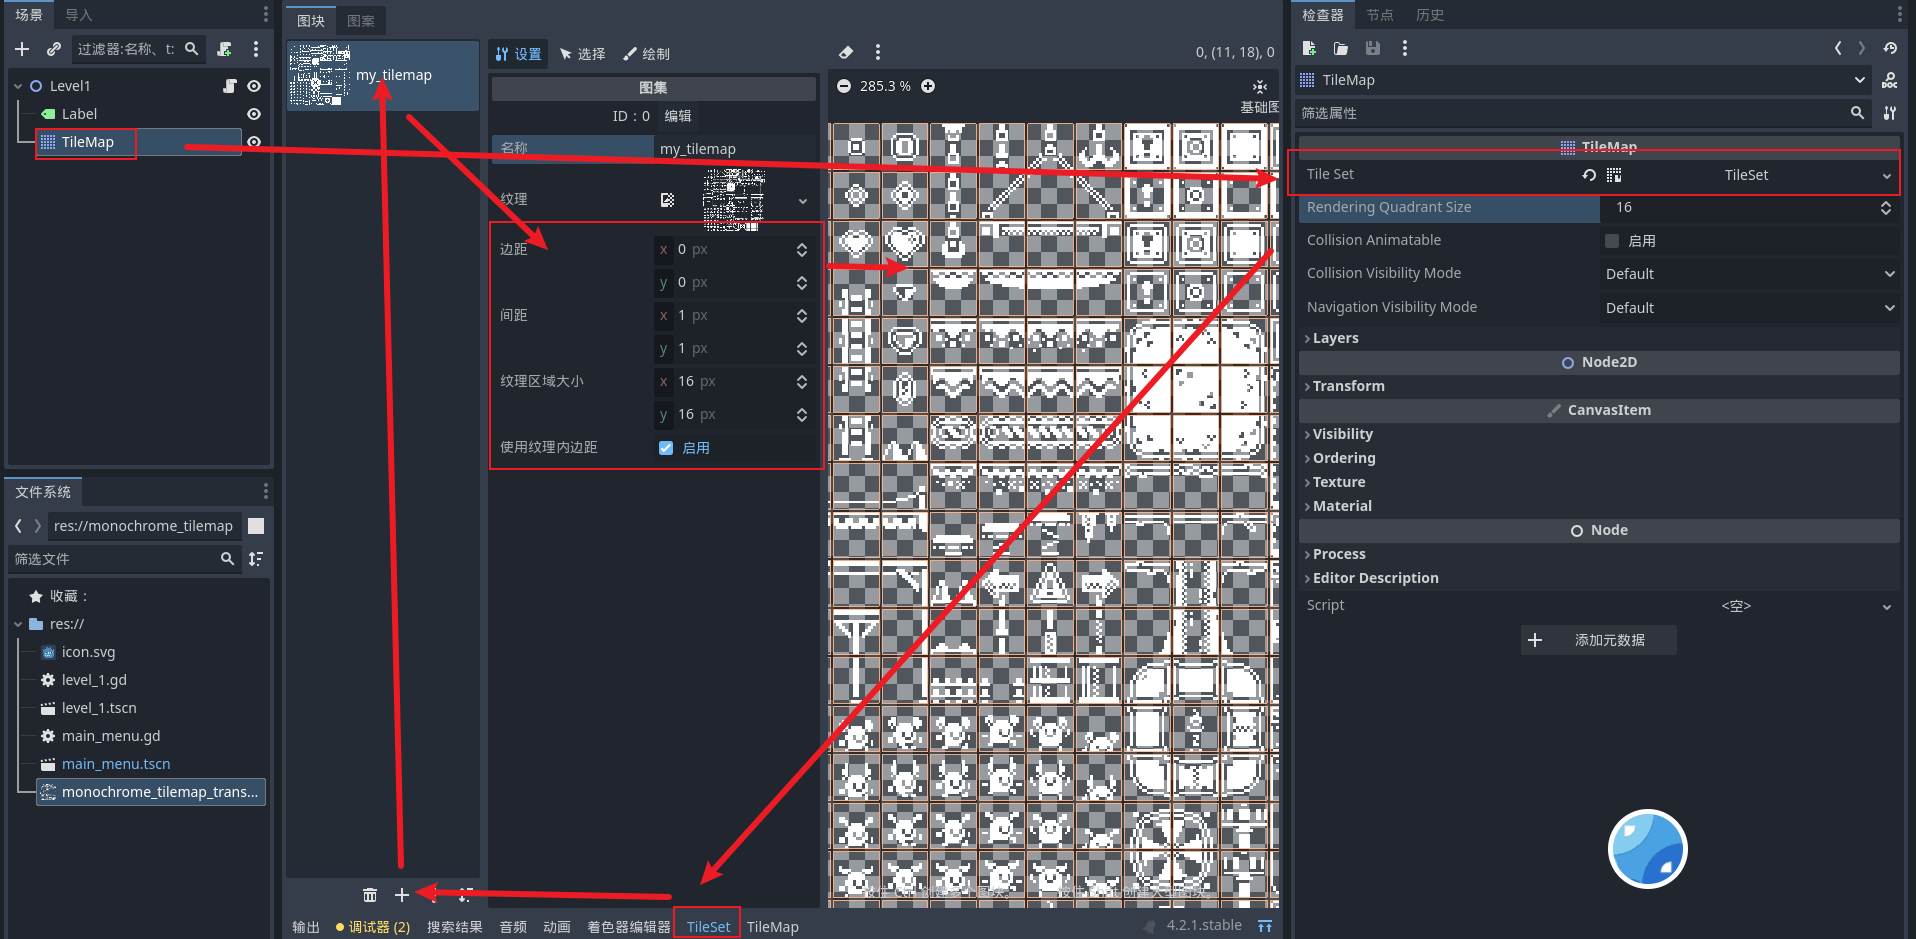 场景 导入
过滤器:名称、t:
Level1
Label
TileMap
文件系统
res://monochrome_tilemap
筛选文件
收藏：
res://
icon.svg
level_1.gd
level_1.tscn
main_menu.gd
main_menu.tscn
monochrome_tilemap_trans...
图块 图案
my_tilemap
设置 选择 绘制
图集
ID：0 编辑
名称 my_tilemap
纹理
边距 x 0 px
y 0 px
间距 x 1 px
y 1 px
纹理区域大小 x 16 px
y 16 px
使用纹理内边距 启用
0, (11, 18), 0
285.3 %
基础图
输出 调试器 (2) 搜索结果 音频 动画 着色器编辑器 TileSet TileMap
4.2.1.stable
检查器 节点 历史
TileMap
DOC
筛选属性
TileMap
Tile Set TileSet
Rendering Quadrant Size 16
Collision Animatable 启用
Collision Visibility Mode Default
Navigation Visibility Mode Default
Layers
Node2D
Transform
CanvasItem
Visibility
Ordering
Texture
Material
Node
Process
Editor Description
Script <空>
添加元数据